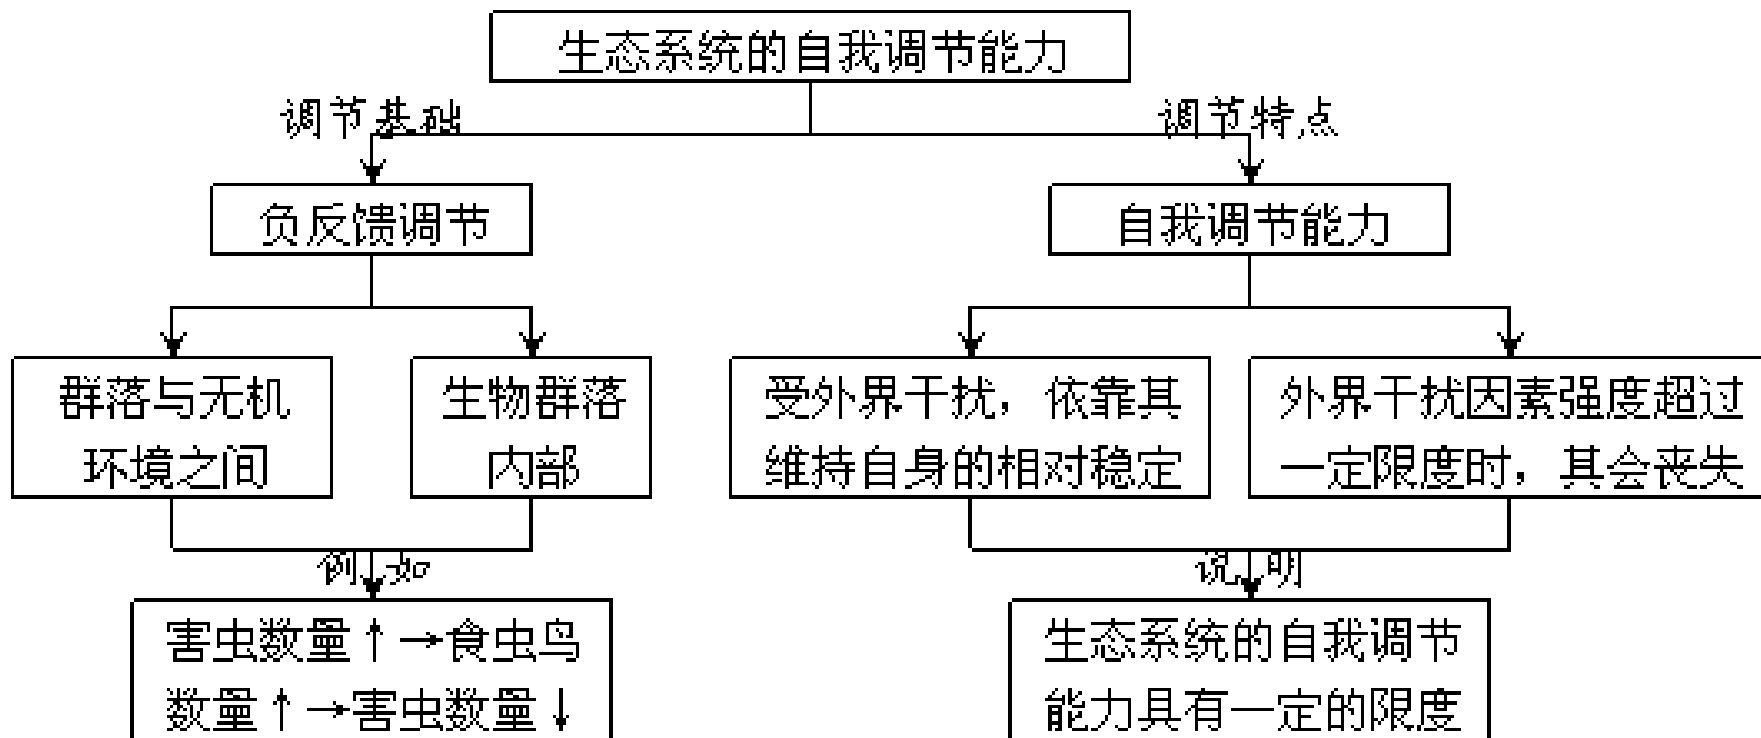 生态系统的自我调节能力
调节基础
调节特点
负反馈调节
自我调节能力
群落与无机
环境之间
生物群落
内部
受外界干扰，依靠其
维持自身的相对稳定
外界干扰因素强度超过
一定限度时，其会丧失
例如
说明
害虫数量↑→食虫鸟
数量↑→害虫数量↓
生态系统的自我调节
能力具有一定的限度